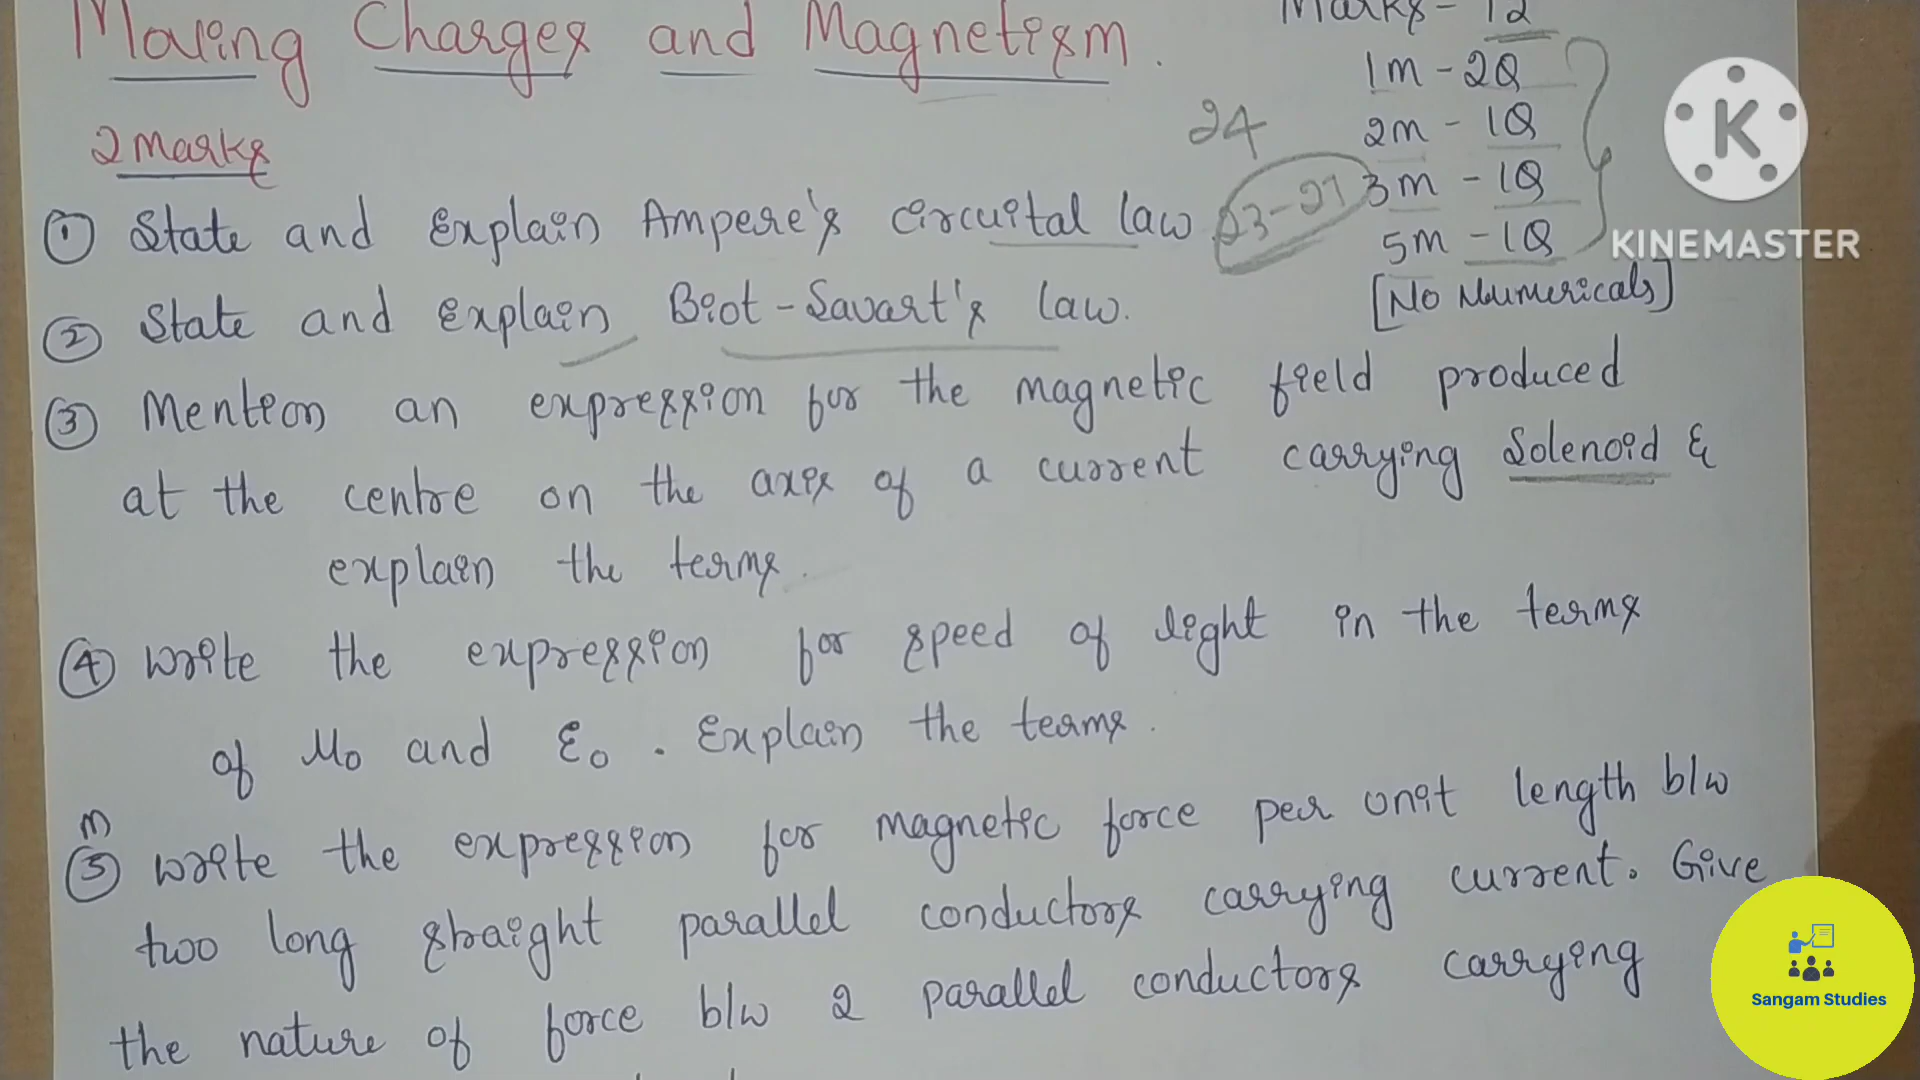 Moving Charges and Magnetism.
Marks - 12
1m - 2Q
2m - 1Q
3m - 1Q
5m - 1Q
[No Numericals]
24
23-27
KINEMASTER
2 Marks
① State and explain Ampere's circuital law
② State and explain Biot-Savart's law.
③ Mention an expression for the magnetic field produced
at the centre on the axis of a current carrying Solenoid &
explain the terms.
④ write the expression for speed of light in the terms
of μ₀ and ε₀. Explain the terms.
m
⑤ write the expression for magnetic force per unit length b/w
two long straight parallel conductors carrying current. Give
the nature of force b/w 2 parallel conductors carrying
Sangam Studies